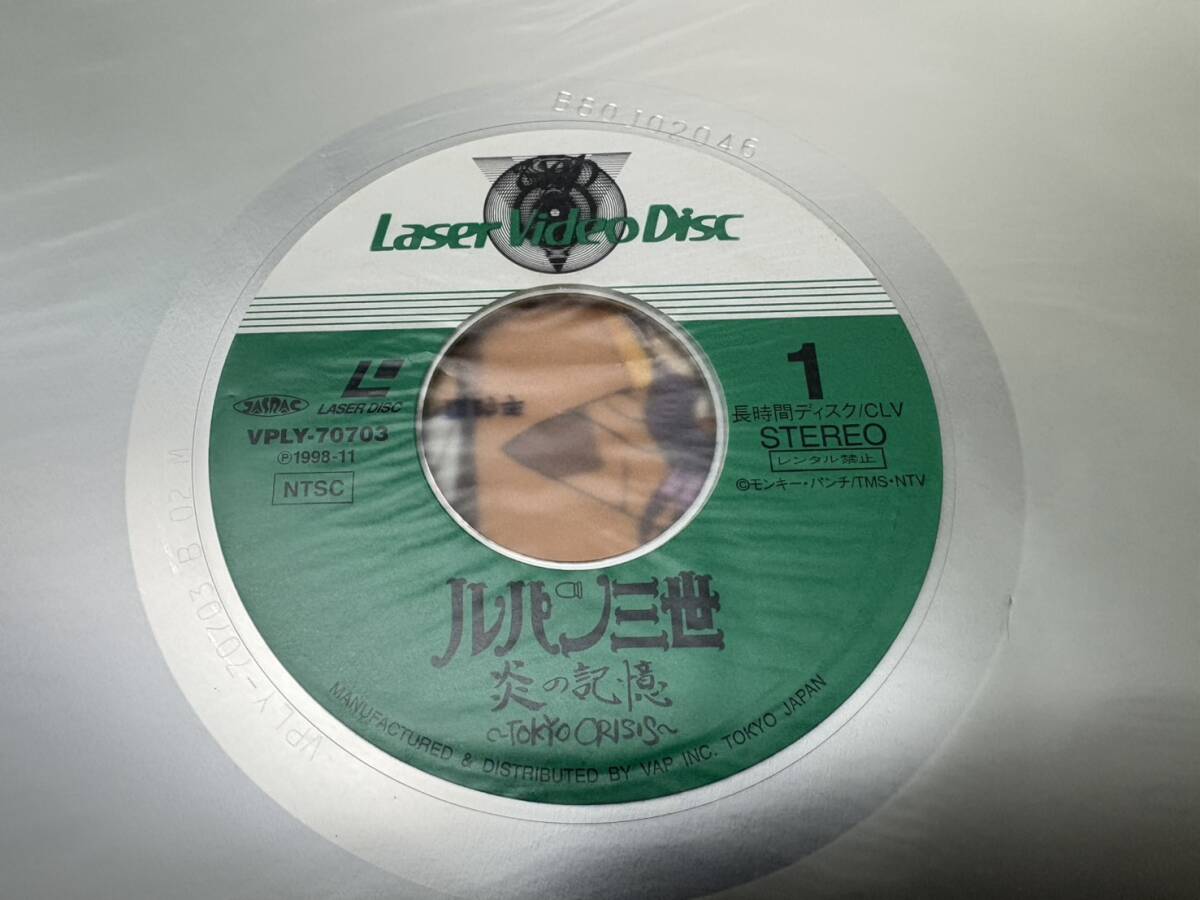 B80J02046
Laser Video Disc
JASRAC
LASER DISC
VPLY-70703
Ⓟ1998-11
NTSC
1
長時間ディスク/CLV
STEREO
レンタル禁止
©モンキー・パンチ/TMS・NTV
ルパン三世
炎の記憶
~TOKYO CRISIS~
MANUFACTURED & DISTRIBUTED BY VAP INC. TOKYO JAPAN
VPLY-70703 B 02 M